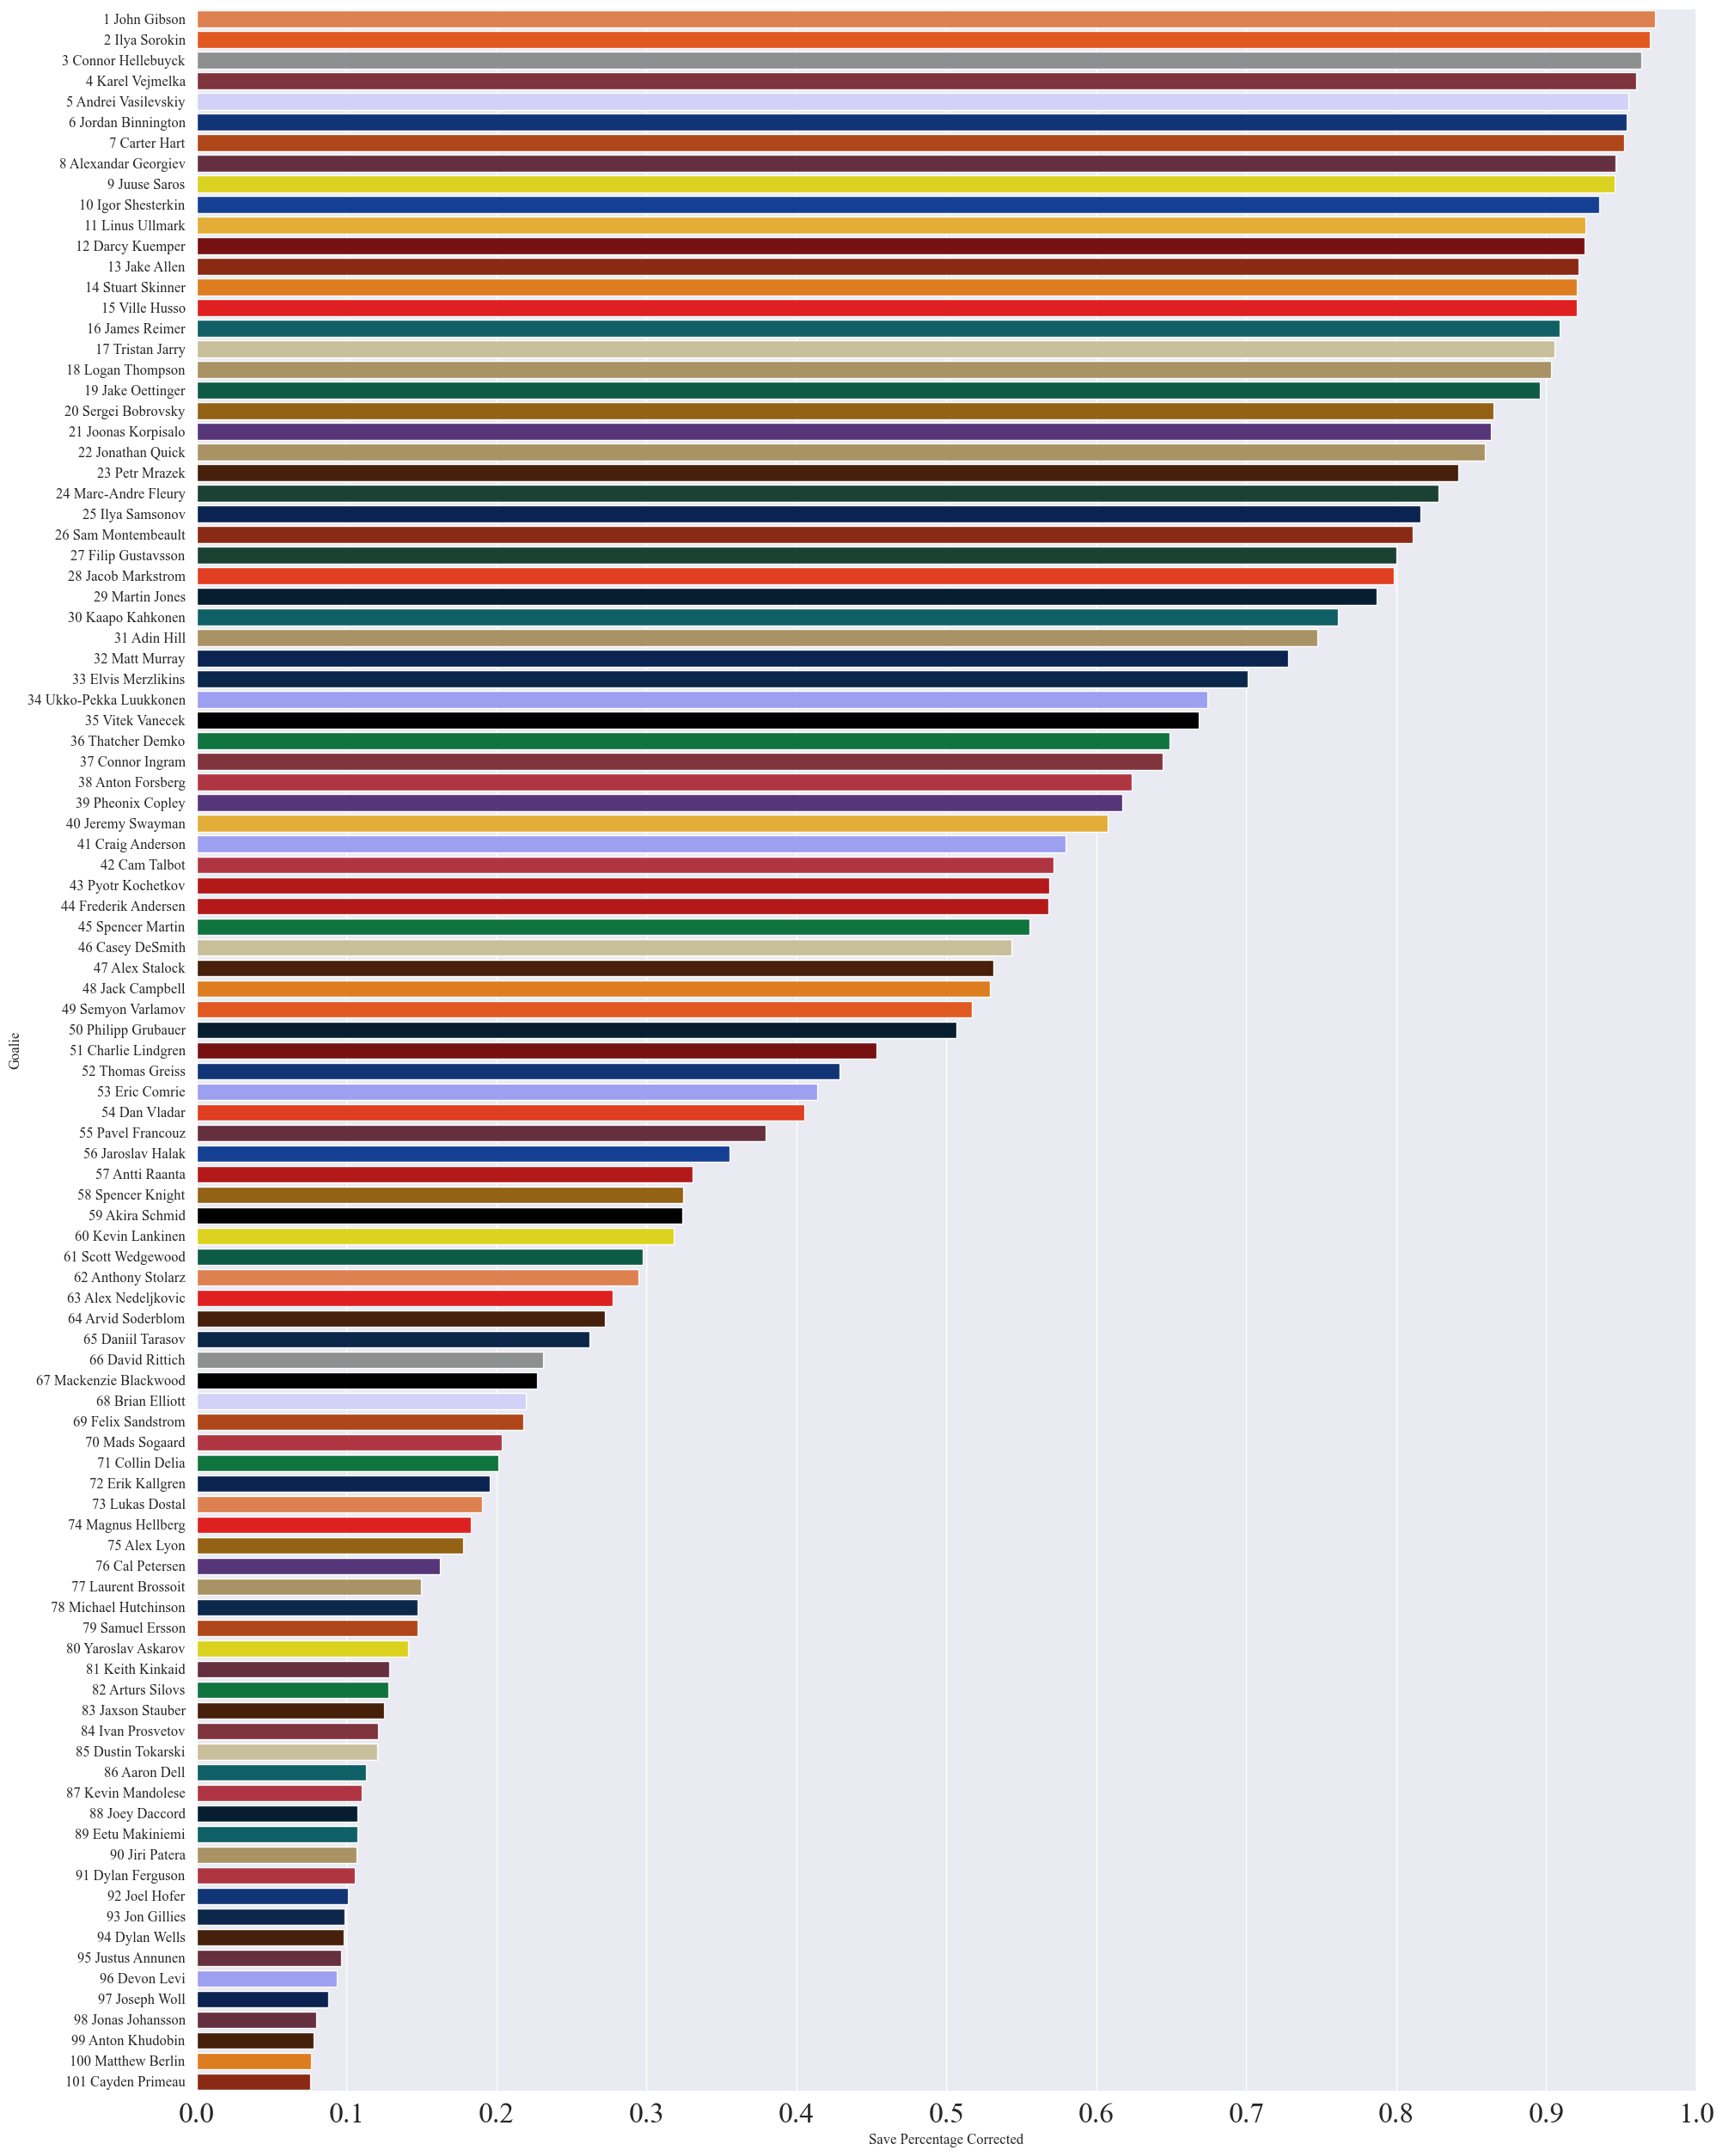 1 John Gibson
2 Ilya Sorokin
3 Connor Hellebuyck
4 Karel Vejmelka
5 Andrei Vasilevskiy
6 Jordan Binnington
7 Carter Hart
8 Alexandar Georgiev
9 Juuse Saros
10 Igor Shesterkin
11 Linus Ullmark
12 Darcy Kuemper
13 Jake Allen
14 Stuart Skinner
15 Ville Husso
16 James Reimer
17 Tristan Jarry
18 Logan Thompson
19 Jake Oettinger
20 Sergei Bobrovsky
21 Joonas Korpisalo
22 Jonathan Quick
23 Petr Mrazek
24 Marc-Andre Fleury
25 Ilya Samsonov
26 Sam Montembeault
27 Filip Gustavsson
28 Jacob Markstrom
29 Martin Jones
30 Kaapo Kahkonen
31 Adin Hill
32 Matt Murray
33 Elvis Merzlikins
34 Ukko-Pekka Luukkonen
35 Vitek Vanecek
36 Thatcher Demko
37 Connor Ingram
38 Anton Forsberg
39 Pheonix Copley
40 Jeremy Swayman
41 Craig Anderson
42 Cam Talbot
43 Pyotr Kochetkov
44 Frederik Andersen
45 Spencer Martin
46 Casey DeSmith
47 Alex Stalock
48 Jack Campbell
49 Semyon Varlamov
50 Philipp Grubauer
51 Charlie Lindgren
52 Thomas Greiss
53 Eric Comrie
54 Dan Vladar
55 Pavel Francouz
56 Jaroslav Halak
57 Antti Raanta
58 Spencer Knight
59 Akira Schmid
60 Kevin Lankinen
61 Scott Wedgewood
62 Anthony Stolarz
63 Alex Nedeljkovic
64 Arvid Soderblom
65 Daniil Tarasov
66 David Rittich
67 Mackenzie Blackwood
68 Brian Elliott
69 Felix Sandstrom
70 Mads Sogaard
71 Collin Delia
72 Erik Kallgren
73 Lukas Dostal
74 Magnus Hellberg
75 Alex Lyon
76 Cal Petersen
77 Laurent Brossoit
78 Michael Hutchinson
79 Samuel Ersson
80 Yaroslav Askarov
81 Keith Kinkaid
82 Arturs Silovs
83 Jaxson Stauber
84 Ivan Prosvetov
85 Dustin Tokarski
86 Aaron Dell
87 Kevin Mandolese
88 Joey Daccord
89 Eetu Makiniemi
90 Jiri Patera
91 Dylan Ferguson
92 Joel Hofer
93 Jon Gillies
94 Dylan Wells
95 Justus Annunen
96 Devon Levi
97 Joseph Woll
98 Jonas Johansson
99 Anton Khudobin
100 Matthew Berlin
101 Cayden Primeau
Goalie
0.0 0.1 0.2 0.3 0.4 0.5 0.6 0.7 0.8 0.9 1.0
Save Percentage Corrected